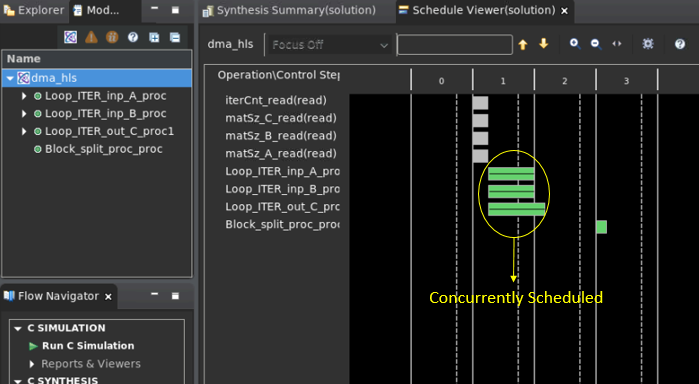 Explorer
Mod...
Name
dma_hls
Loop_ITER_inp_A_proc
Loop_ITER_inp_B_proc
Loop_ITER_out_C_proc1
Block_split_proc_proc
Flow Navigator
C SIMULATION
Run C Simulation
Reports & Viewers
C SYNTHESIS
Synthesis Summary(solution)
Schedule Viewer(solution)
dma_hls
Focus Off
Operation\Control Step
0
1
2
3
iterCnt_read(read)
matSz_C_read(read)
matSz_B_read(read)
matSz_A_read(read)
Loop_ITER_inp_A_pro
Loop_ITER_inp_B_pro
Loop_ITER_out_C_pro
Block_split_proc_proc
Concurrently Scheduled